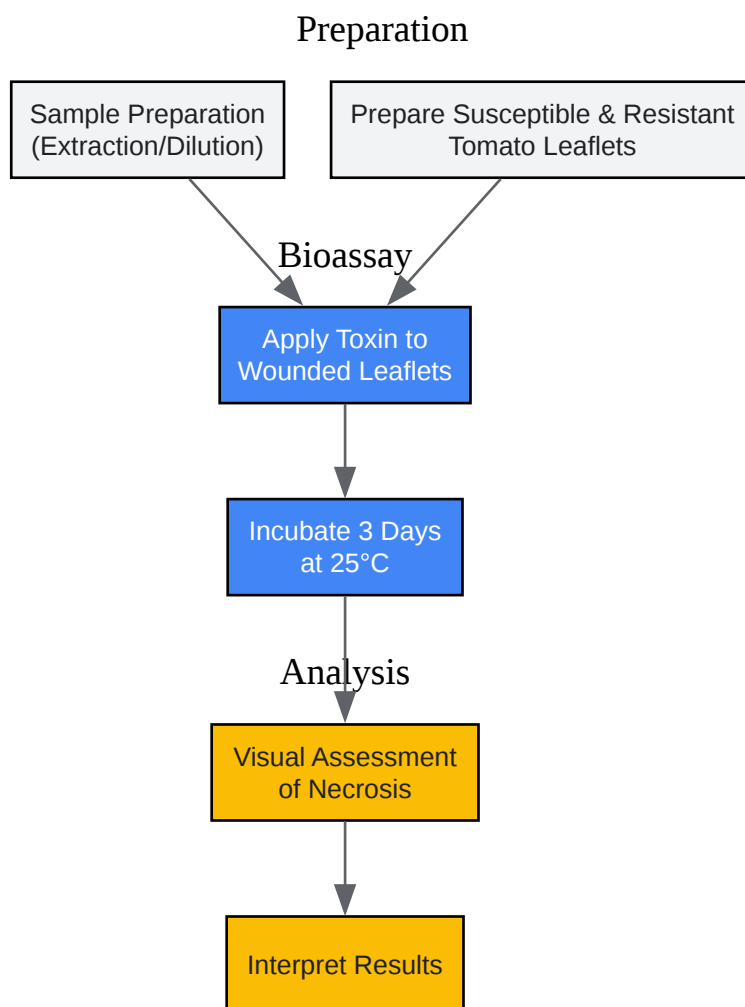 Preparation
Sample Preparation
(Extraction/Dilution)
Prepare Susceptible & Resistant
Tomato Leaflets
Bioassay
Apply Toxin to
Wounded Leaflets
Incubate 3 Days
at 25°C
Analysis
Visual Assessment
of Necrosis
Interpret Results